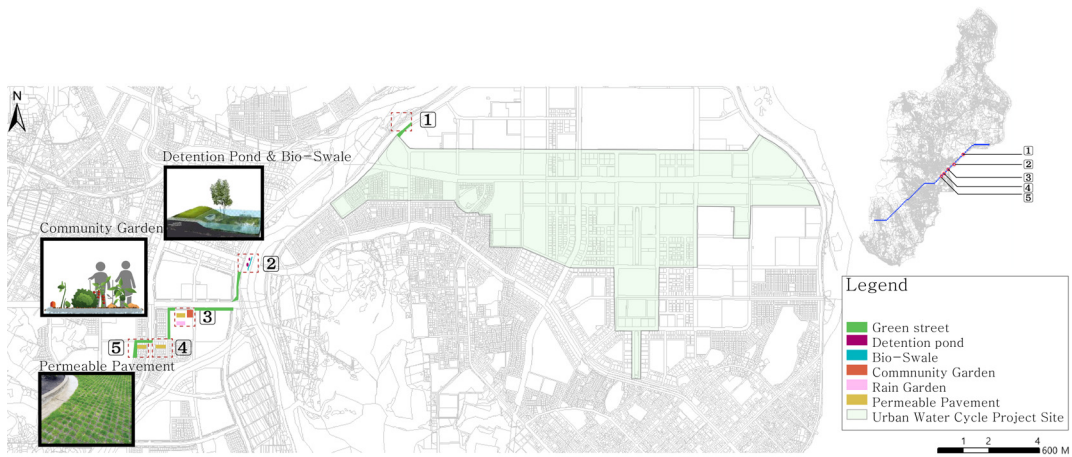 N
1
Detention Pond & Bio-Swale
Community Garden
2
3
5
4
Permeable Pavement
1
2
3
4
5
Legend
Green street
Detention pond
Bio-Swale
Commnunity Garden
Rain Garden
Permeable Pavement
Urban Water Cycle Project Site
1 2 4
600 M